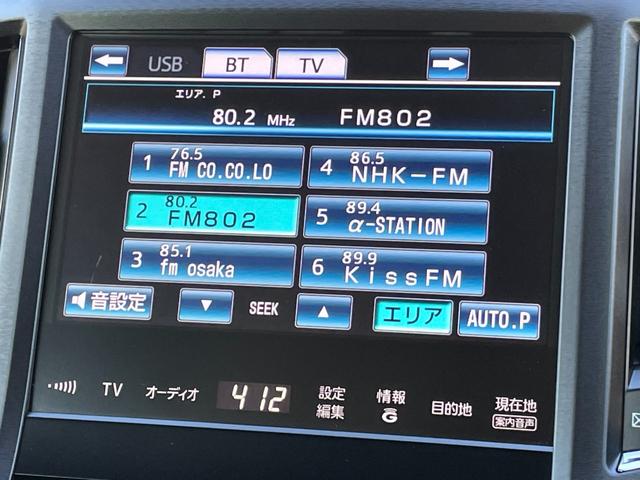 USB BT TV
エリア.P
80.2 MHz FM802
1 76.5 FM CO.CO.LO
4 86.5 NHK-FM
2 80.2 FM802
5 89.4 α-STATION
3 85.1 fm osaka
6 89.9 Kiss FM
音設定 SEEK エリア AUTO.P
TV オーディオ 4 12 設定 編集 情報 G 目的地 現在地 案内音声